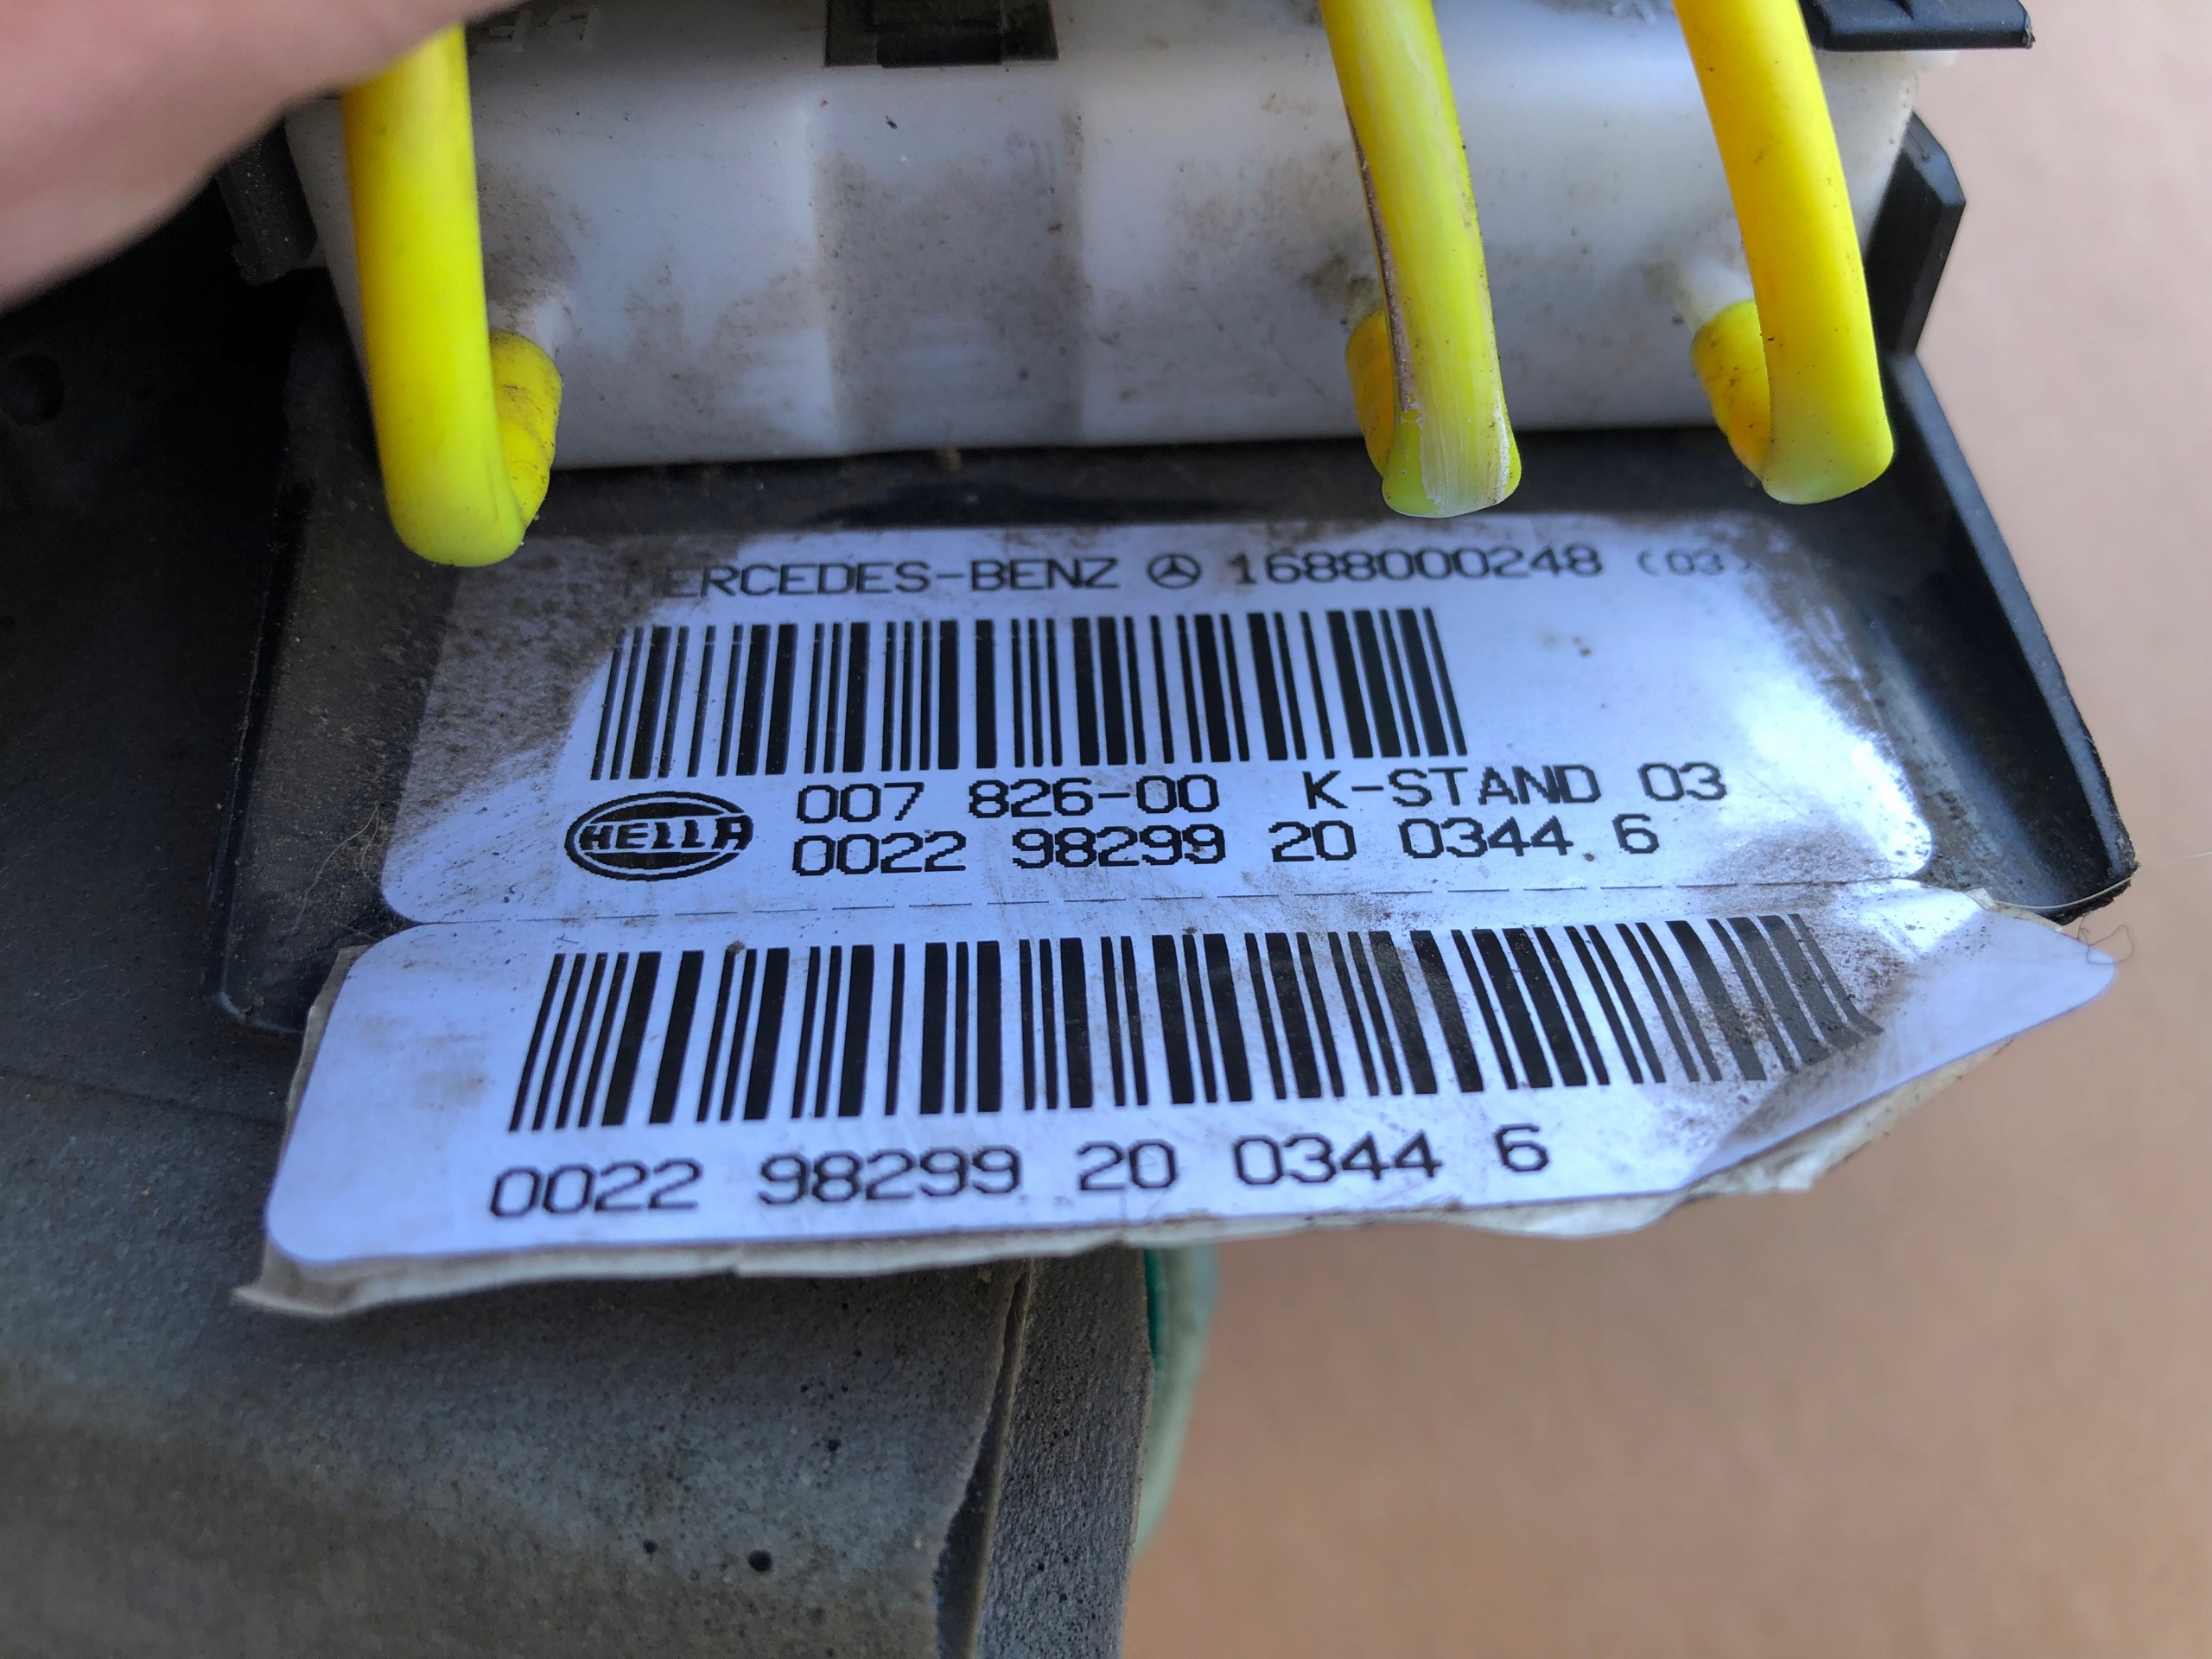 MERCEDES-BENZ 1688000248 (03)
HELLA
007 826-00 K-STAND 03
0022 98299 20 0344 6
0022 98299 20 0344 6